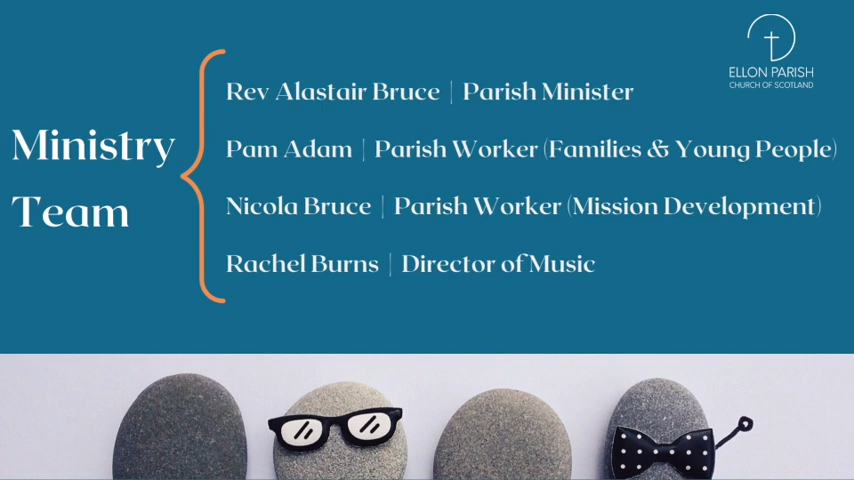 ELLON PARISH
CHURCH OF SCOTLAND
Ministry
Team
Rev Alastair Bruce | Parish Minister
Pam Adam | Parish Worker (Families & Young People)
Nicola Bruce | Parish Worker (Mission Development)
Rachel Burns | Director of Music